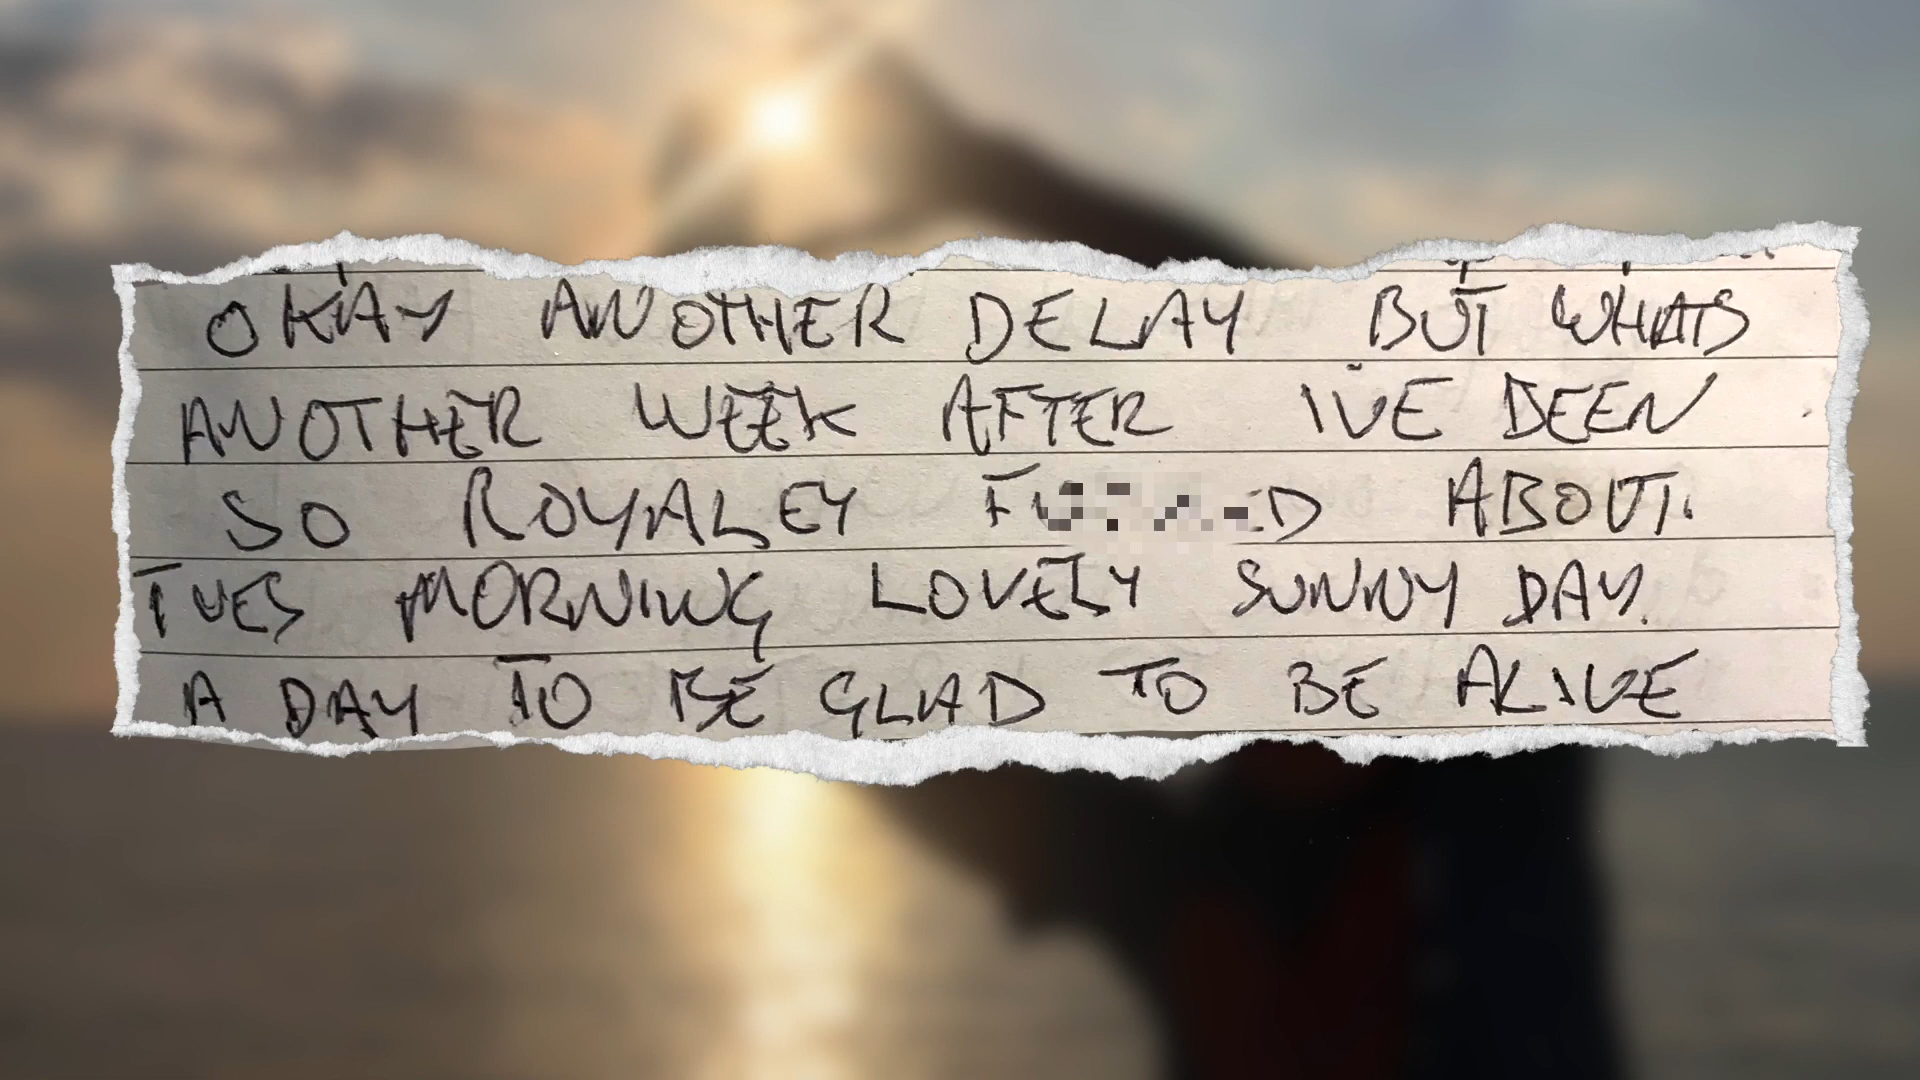 OKAY ANOTHER DELAY BUT WHATS
ANOTHER WEEK AFTER IVE BEEN
SO ROYALEY ABOUT.
TUES MORNING LOVELY SUNNY DAY.
A DAY TO BE GLAD TO BE ALIVE